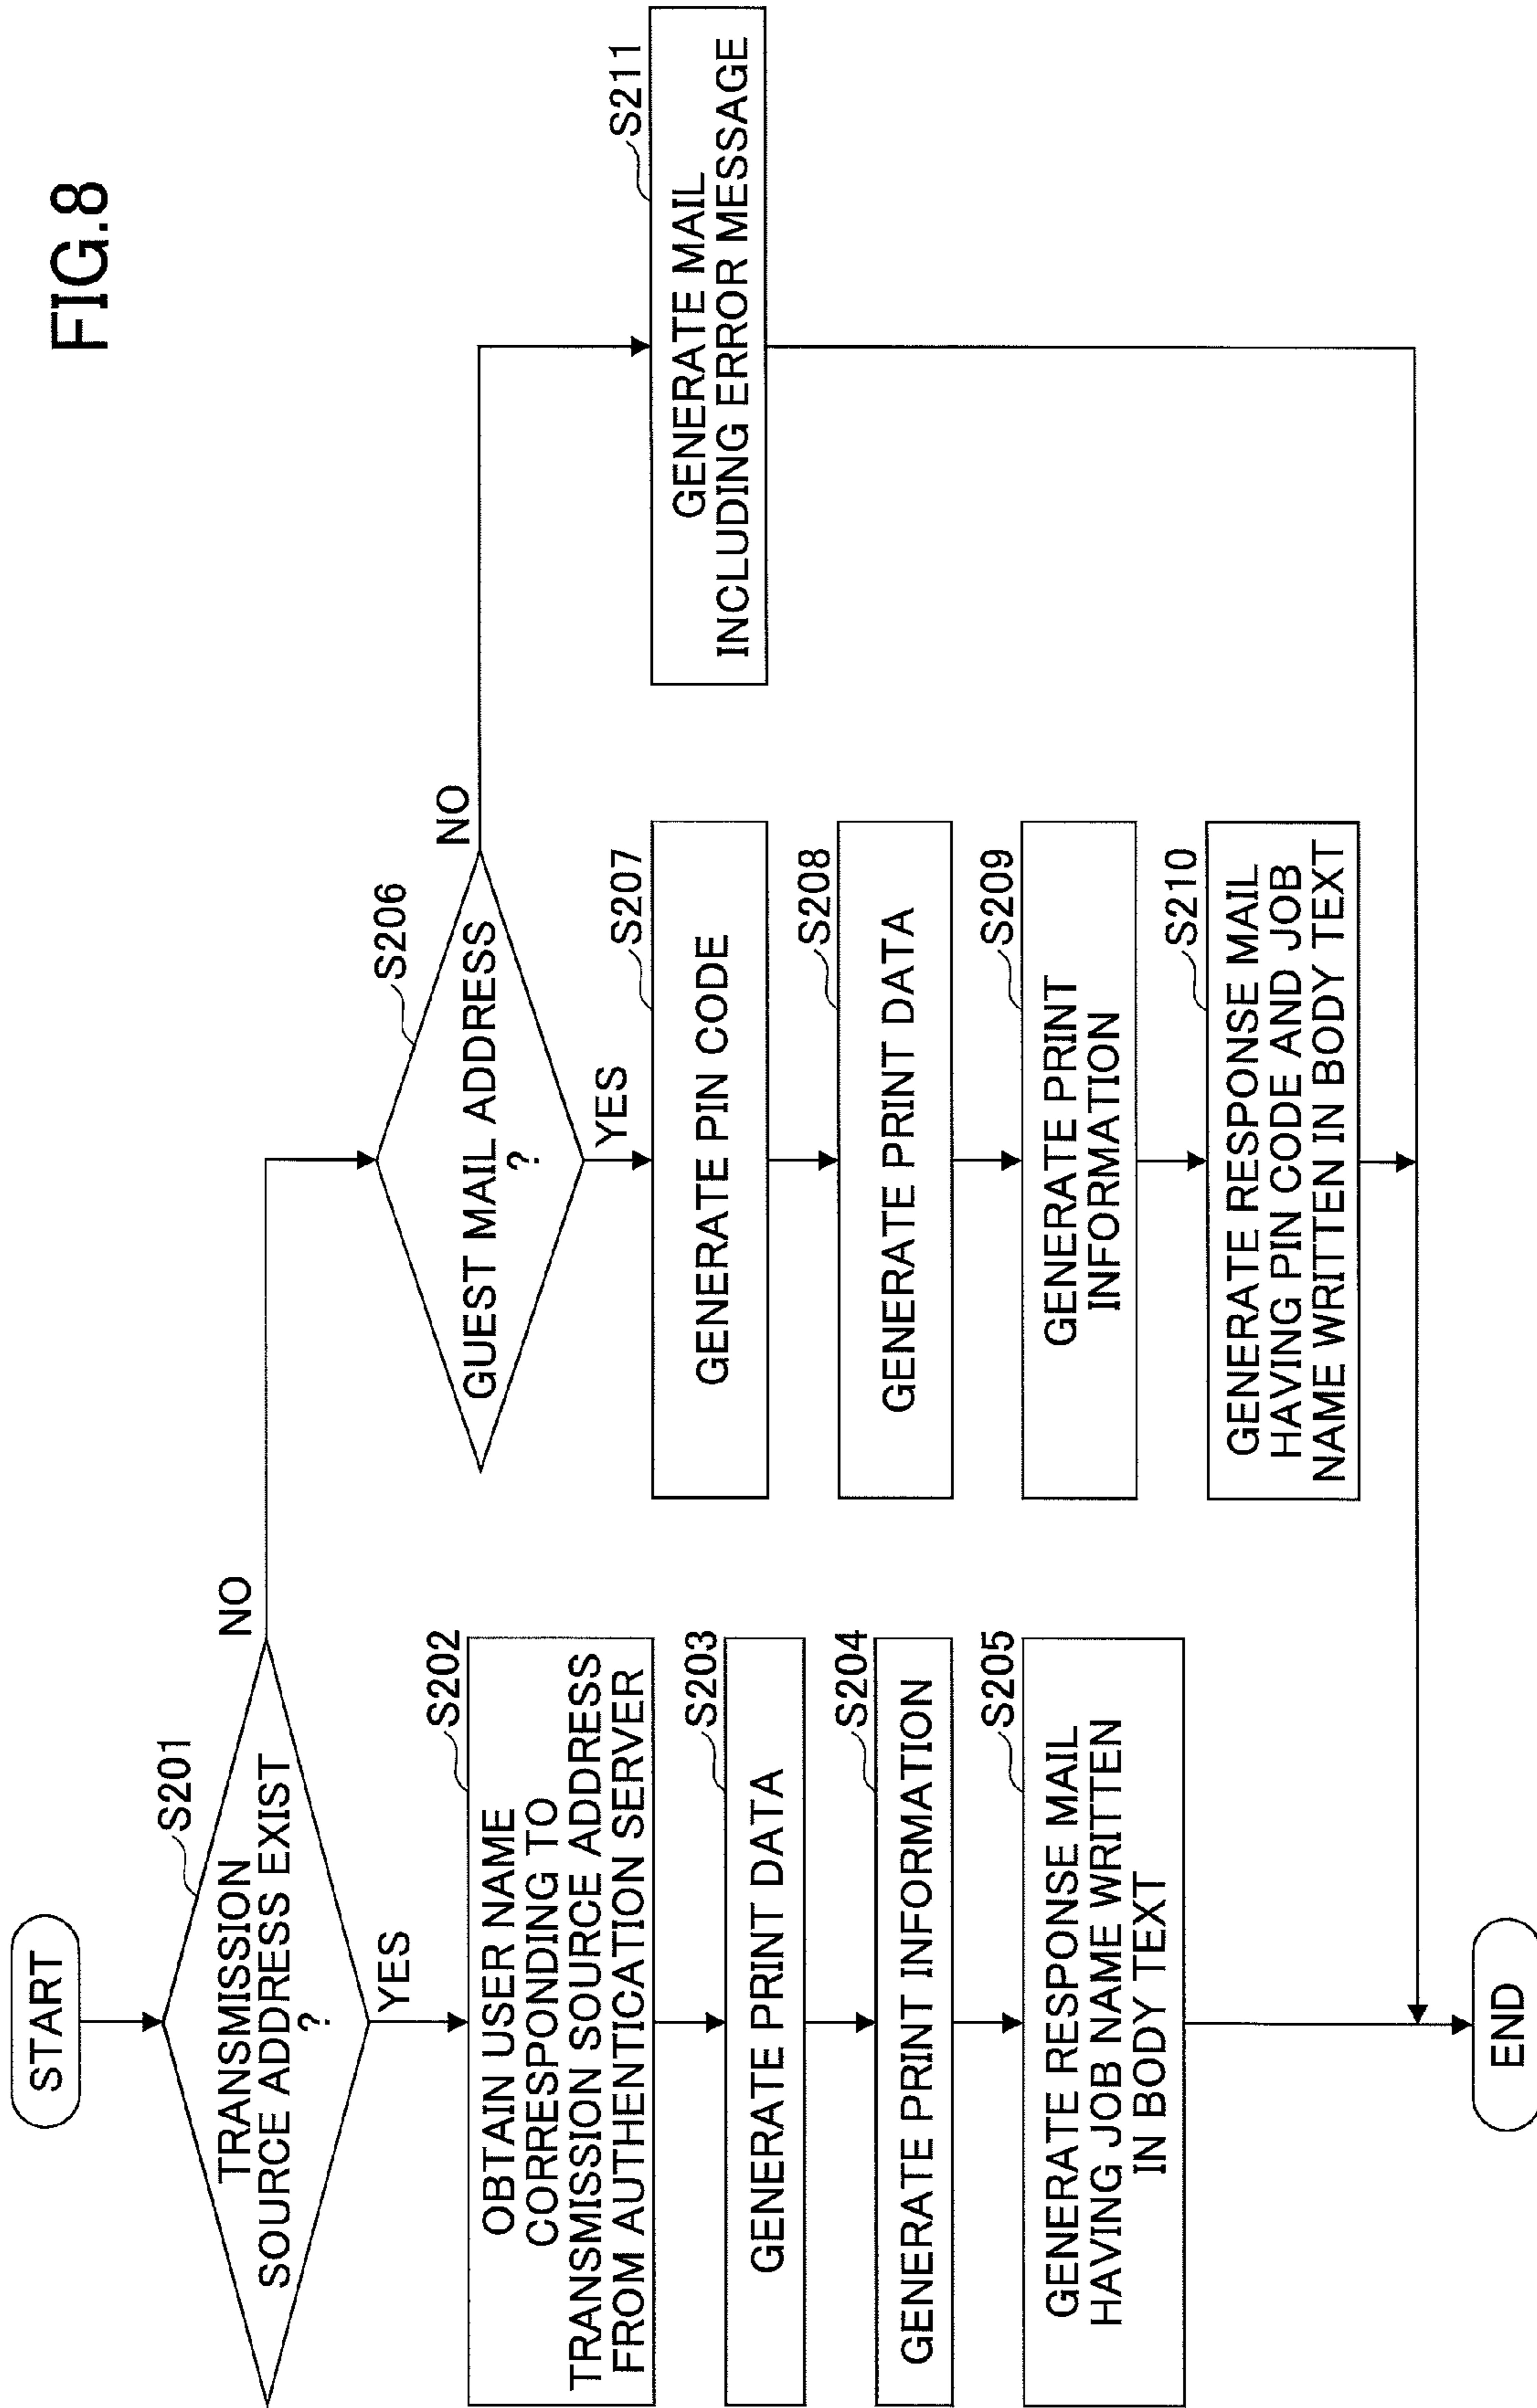 FIG.8
START
TRANSMISSION
SOURCE ADDRESS EXIST
?
S201
NO
YES
OBTAIN USER NAME
CORRESPONDING TO
TRANSMISSION SOURCE ADDRESS
FROM AUTHENTICATION SERVER
S202
GENERATE PRINT DATA
S203
GENERATE PRINT INFORMATION
S204
GENERATE RESPONSE MAIL
HAVING JOB NAME WRITTEN
IN BODY TEXT
S205
GUEST MAIL ADDRESS
?
S206
NO
YES
GENERATE PIN CODE
S207
GENERATE PRINT DATA
S208
GENERATE PRINT
INFORMATION
S209
GENERATE RESPONSE MAIL
HAVING PIN CODE AND JOB
NAME WRITTEN IN BODY TEXT
S210
GENERATE MAIL
INCLUDING ERROR MESSAGE
S211
END